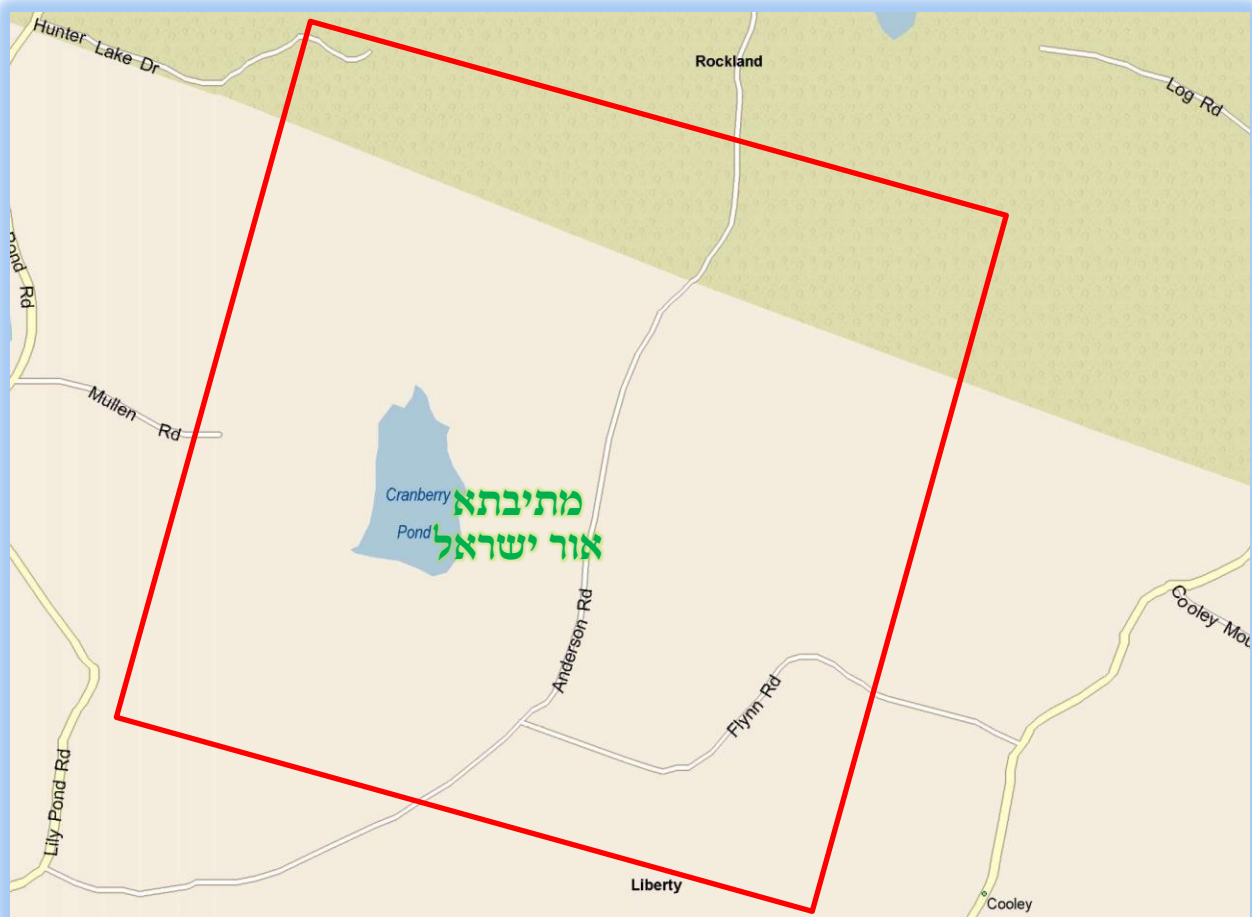 Hunter Lake Dr
Rockland
Log Rd
Pond Rd
Mullen Rd
Cranberry
Pond
מתיבתא
אור ישראל
Anderson Rd
Flynn Rd
Cooley Mou
Lily Pond Rd
Liberty
Cooley